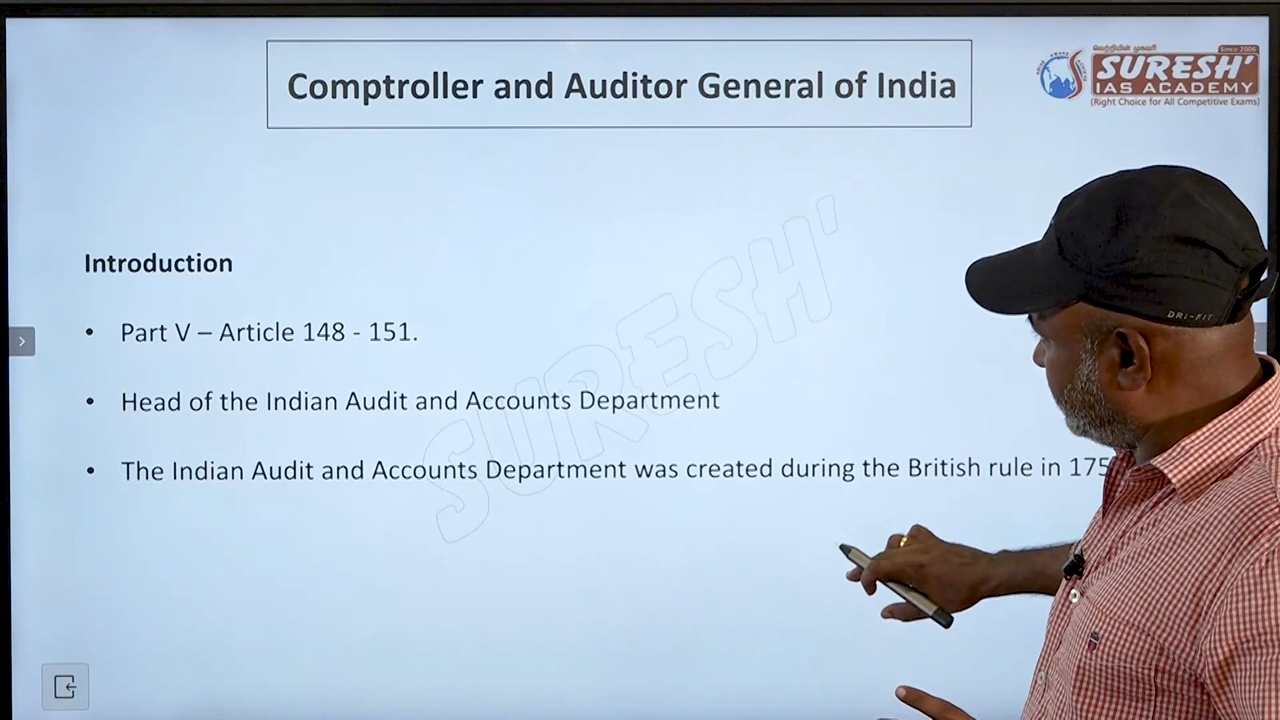 Comptroller and Auditor General of India
வெற்றியின் முகவரி
Since 2006
SURESH'
IAS ACADEMY
(Right Choice for All Competitive Exams)
Introduction
• Part V – Article 148 - 151.
• Head of the Indian Audit and Accounts Department
• The Indian Audit and Accounts Department was created during the British rule in 175
SURESH'
DRI-FIT